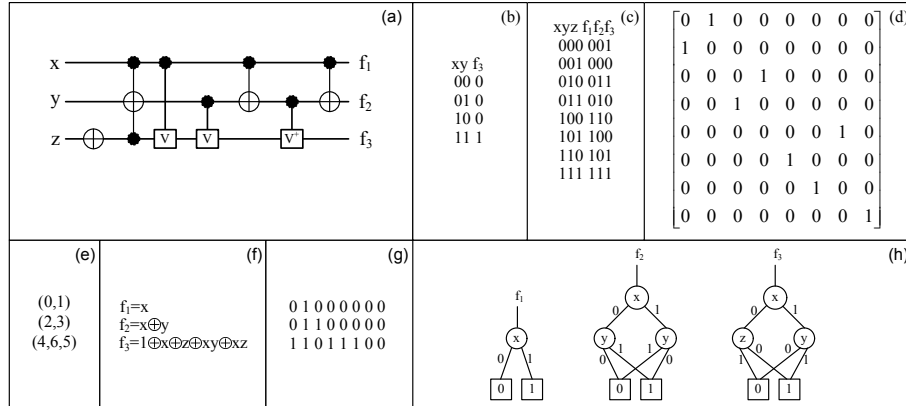 (a)
x f₁
y f₂
z V V V⁺ f₃
(b)
xy f₃
00 0
01 0
10 0
11 1
(c)
xyz f₁f₂f₃
000 001
001 000
010 011
011 010
100 110
101 100
110 101
111 111
(d)
0 1 0 0 0 0 0 0
1 0 0 0 0 0 0 0
0 0 0 1 0 0 0 0
0 0 1 0 0 0 0 0
0 0 0 0 0 0 1 0
0 0 0 0 1 0 0 0
0 0 0 0 0 1 0 0
0 0 0 0 0 0 0 1
(e)
(0,1)
(2,3)
(4,6,5)
(f)
f₁=x
f₂=x⊕y
f₃=1⊕x⊕z⊕xy⊕xz
(g)
0 1 0 0 0 0 0 0
0 1 1 0 0 0 0 0
1 1 0 1 1 1 0 0
(h)
f₁
x
0 1
0 1
f₂
x
0 1
y y
0 1 1 0
0 1
f₃
x
0 1
z y
1 0 0 1
0 1